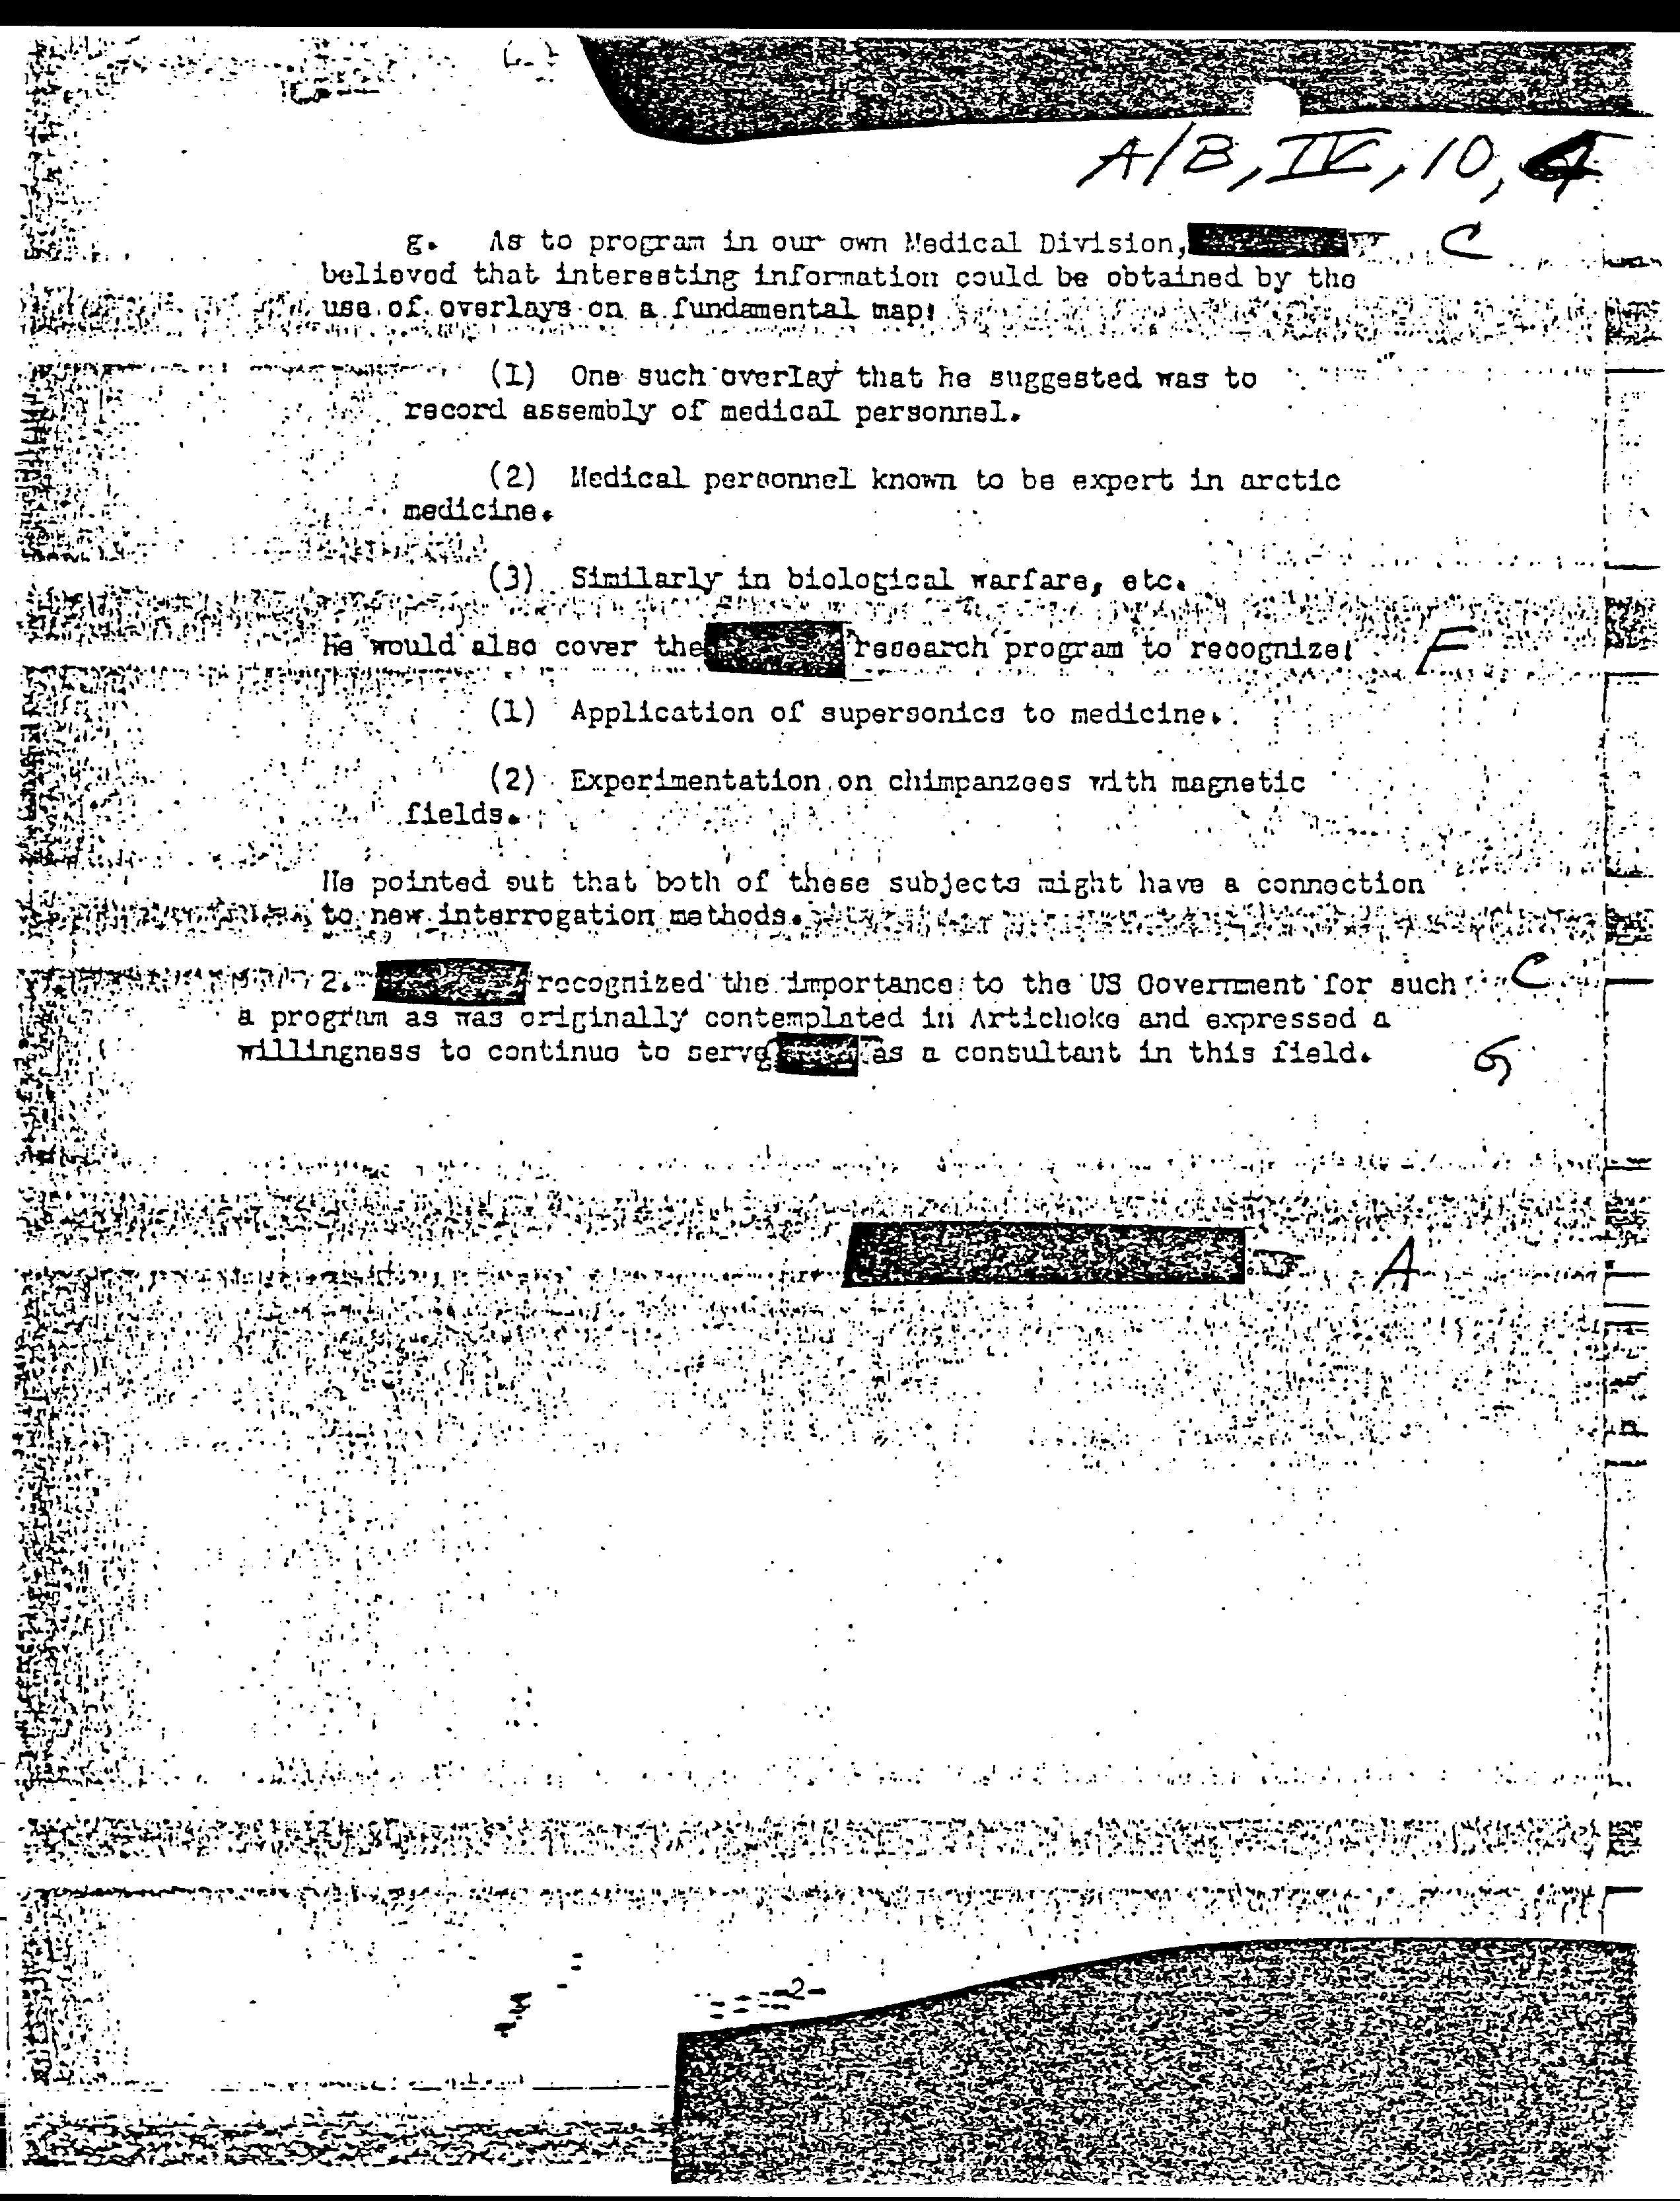 A/B, IV, 10, 4
g. As to program in our own Medical Division, C
believed that interesting information could be obtained by the
use of overlays on a fundamental map:
(1) One such overlay that he suggested was to
record assembly of medical personnel.
(2) Medical personnel known to be expert in arctic
medicine.
(3) Similarly in biological warfare, etc.
He would also cover the research program to recognize: F
(1) Application of supersonics to medicine.
(2) Experimentation on chimpanzees with magnetic
fields.
He pointed out that both of these subjects might have a connection
to new interrogation methods.
2. recognized the importance to the US Government for such C
a program as was originally contemplated in Artichoke and expressed a
willingness to continue to serve as a consultant in this field. G
A
-2-